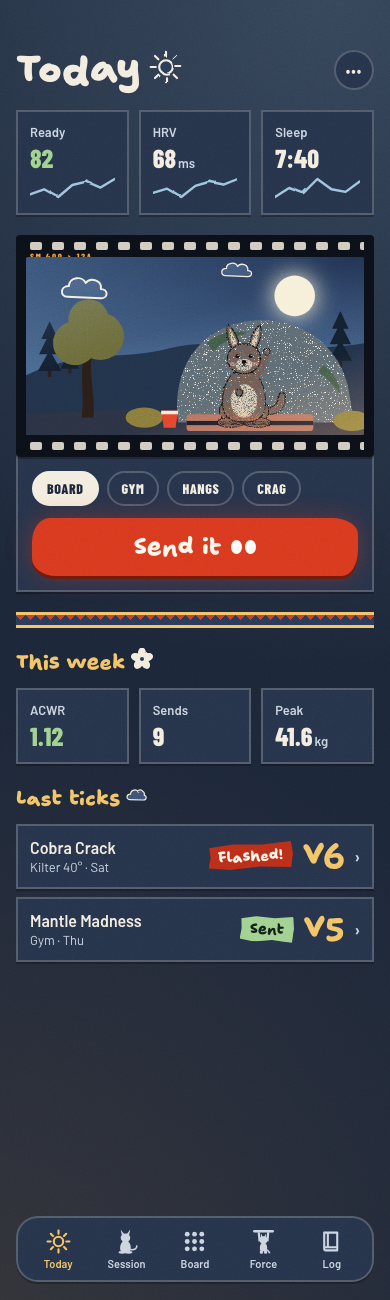 Today
Ready
HRV
Sleep
82
68 ms
7:40
BOARD
GYM
HANGS
CRAG
Send it
This week
ACWR
Sends
Peak
1.12
9
41.6 kg
Last ticks
Cobra Crack
Kilter 40° · Sat
Flashed!
V6
Mantle Madness
Gym · Thu
Sent
V5
Today
Session
Board
Force
Log